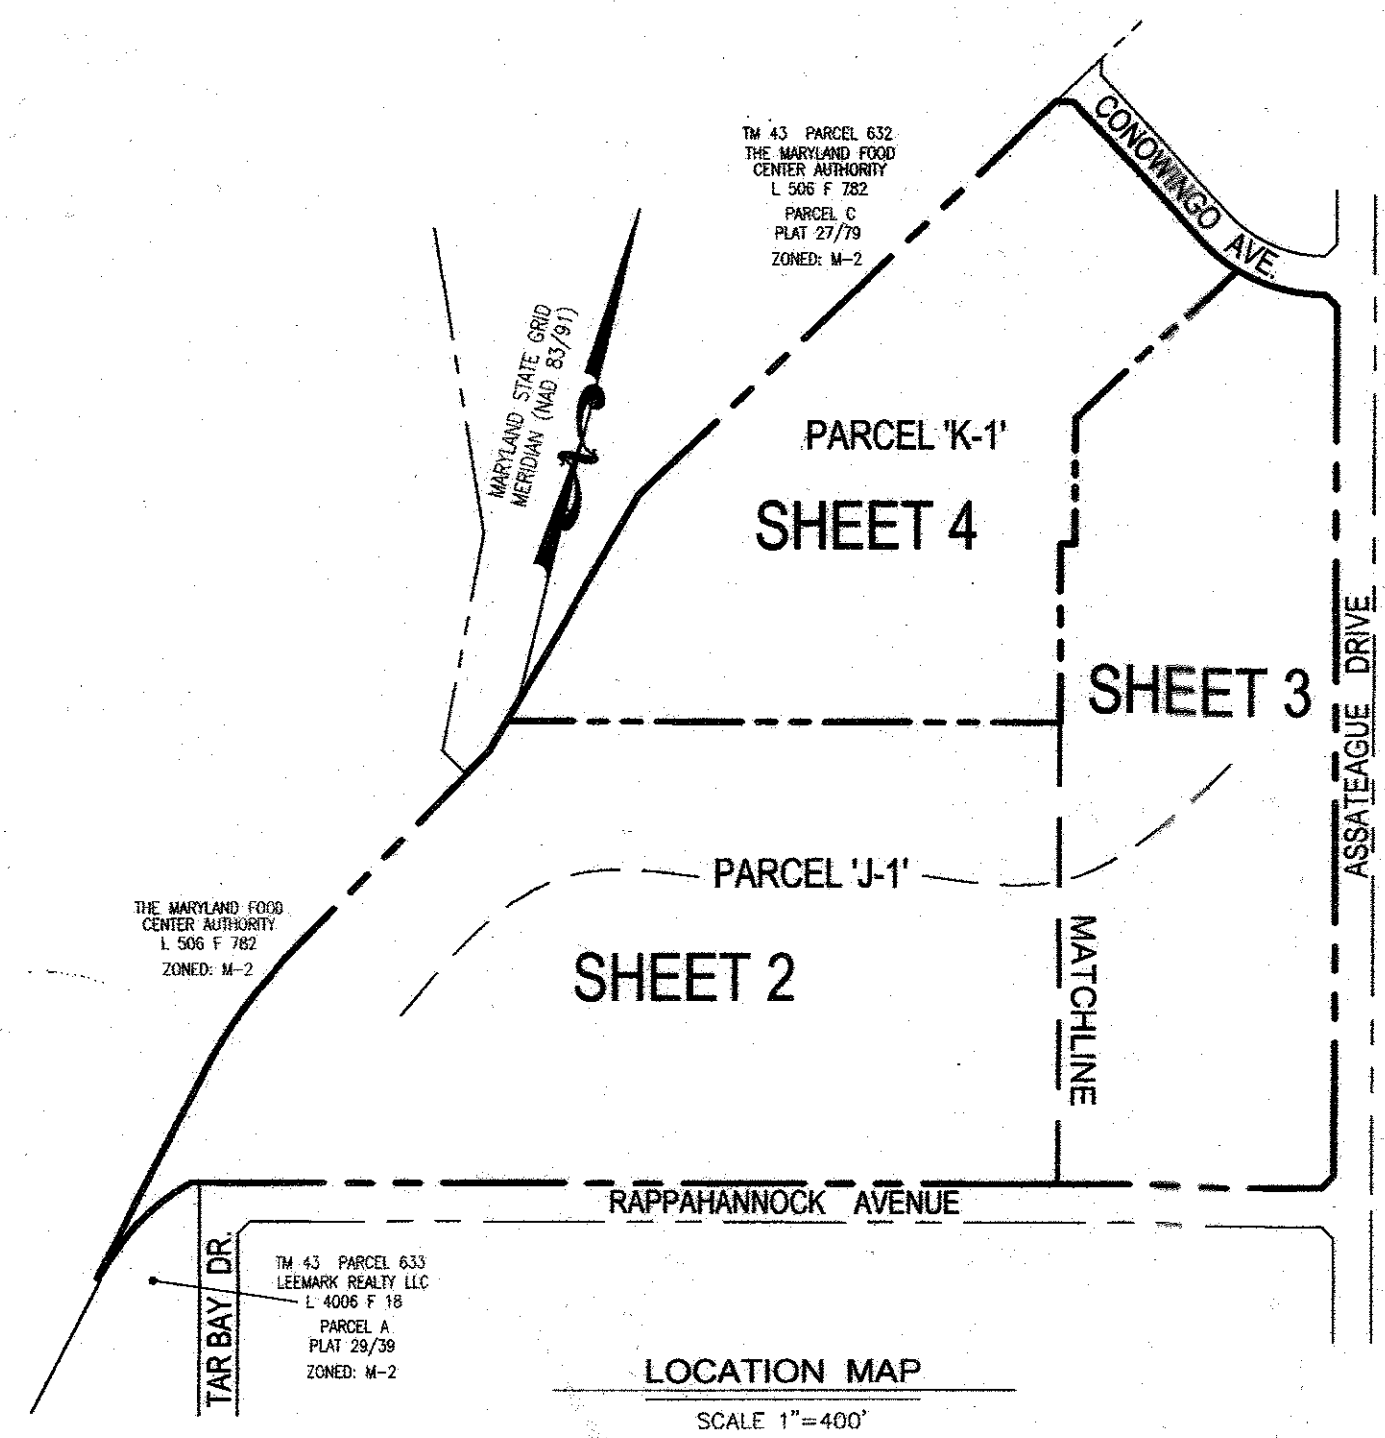 TM 43 PARCEL 632
THE MARYLAND FOOD
CENTER AUTHORITY
L 506 F 782
PARCEL C
PLAT 27/79
ZONED: M-2
CONOWINGO AVE.
MARYLAND STATE GRID
MERIDIAN (NAD 83/91)
PARCEL 'K-1'
SHEET 4
SHEET 3
ASSATEAGUE DRIVE
PARCEL 'J-1'
THE MARYLAND FOOD
CENTER AUTHORITY
L 506 F 782
ZONED: M-2
SHEET 2
MATCHLINE
RAPPAHANNOCK AVENUE
TAR BAY DR.
TM 43 PARCEL 633
LEEMARK REALTY LLC
L 4006 F 18
PARCEL A
PLAT 29/39
ZONED: M-2
LOCATION MAP
SCALE 1"=400'